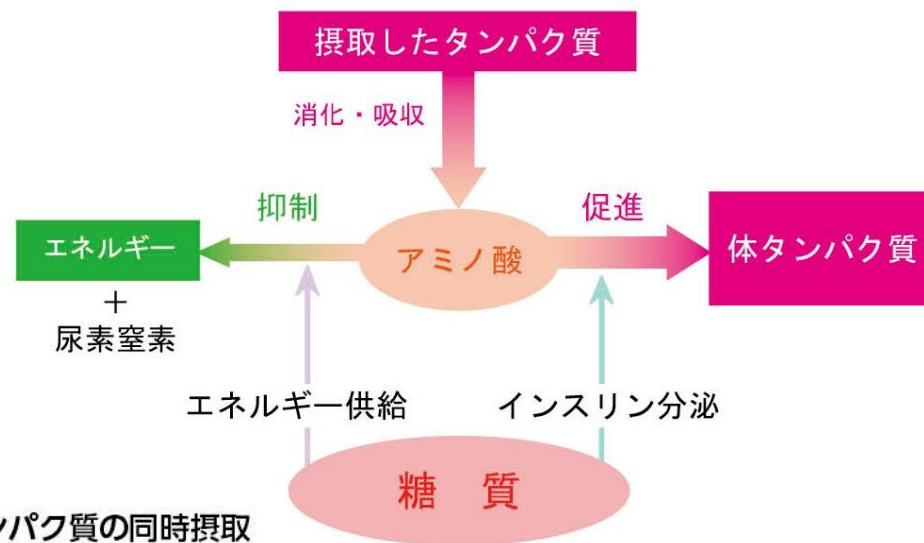 摂取したタンパク質
消化・吸収
抑制
促進
エネルギー
アミノ酸
体タンパク質
+
尿素窒素
エネルギー供給
インスリン分泌
糖 質
パク質の同時摂取